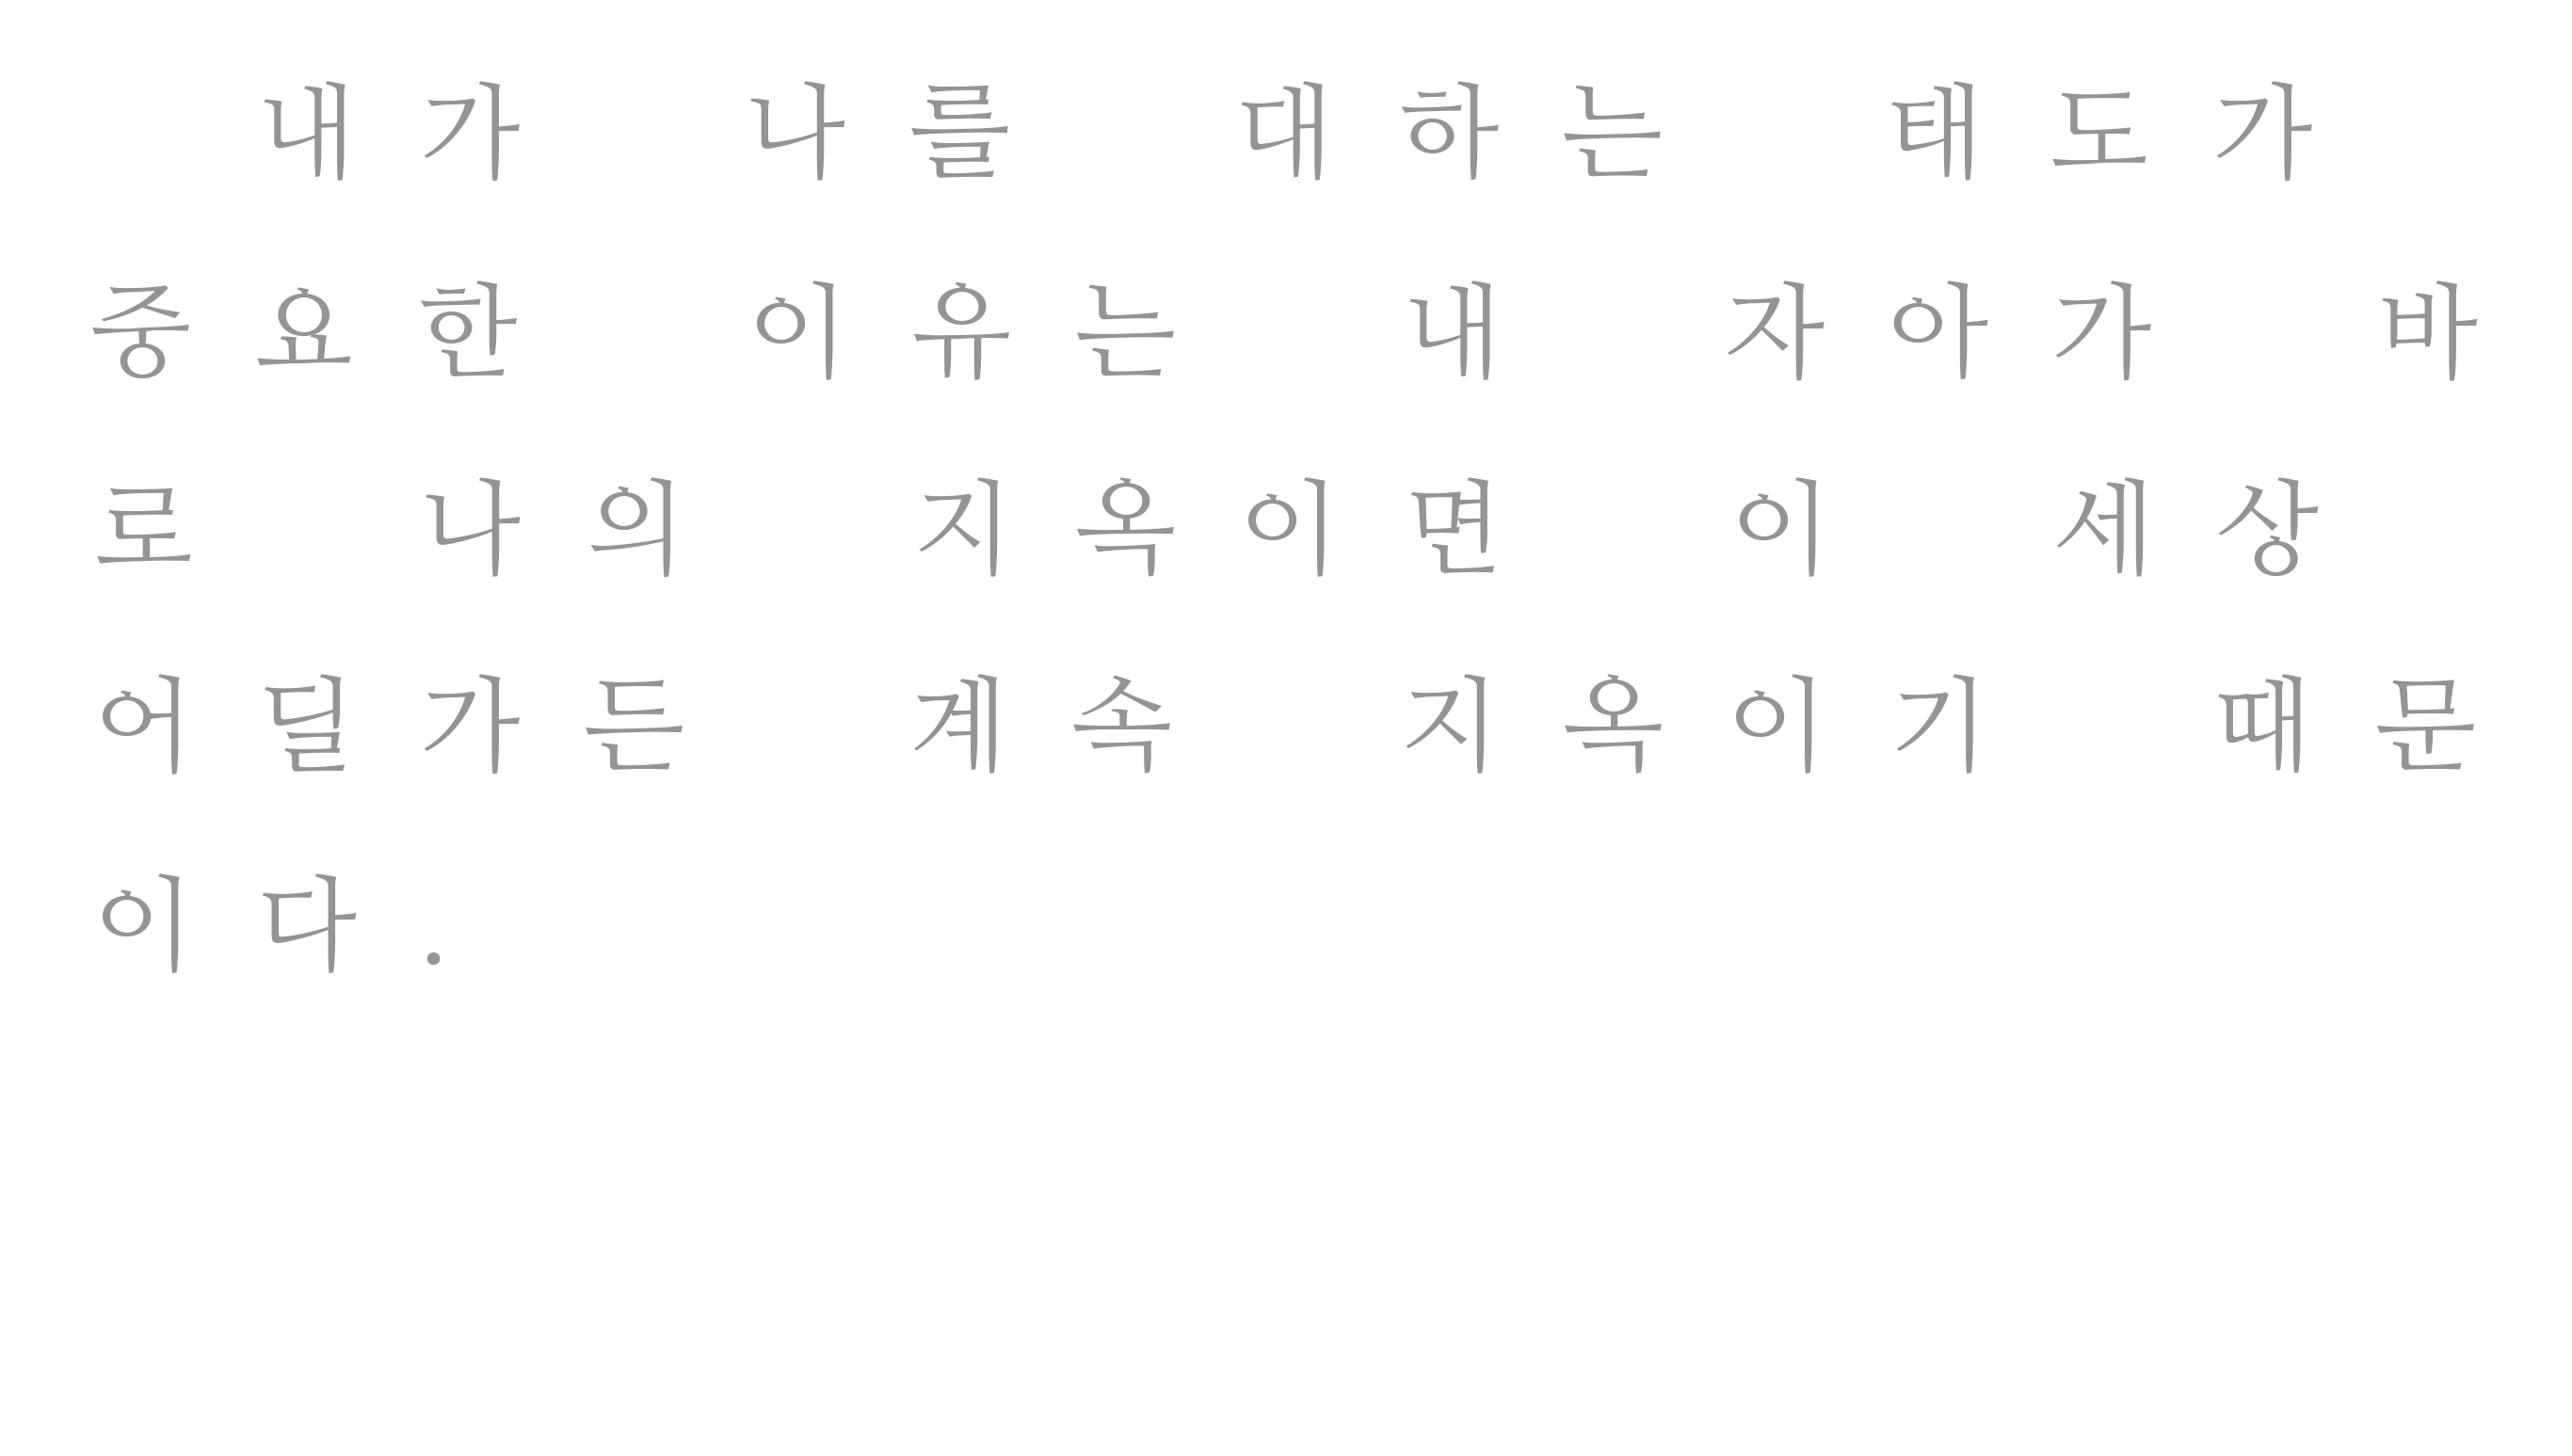 내가 나를 대하는 태도가
중요한 이유는 내 자아가 바
로 나의 지옥이면 이 세상
어딜가든 계속 지옥이기 때문
이다.